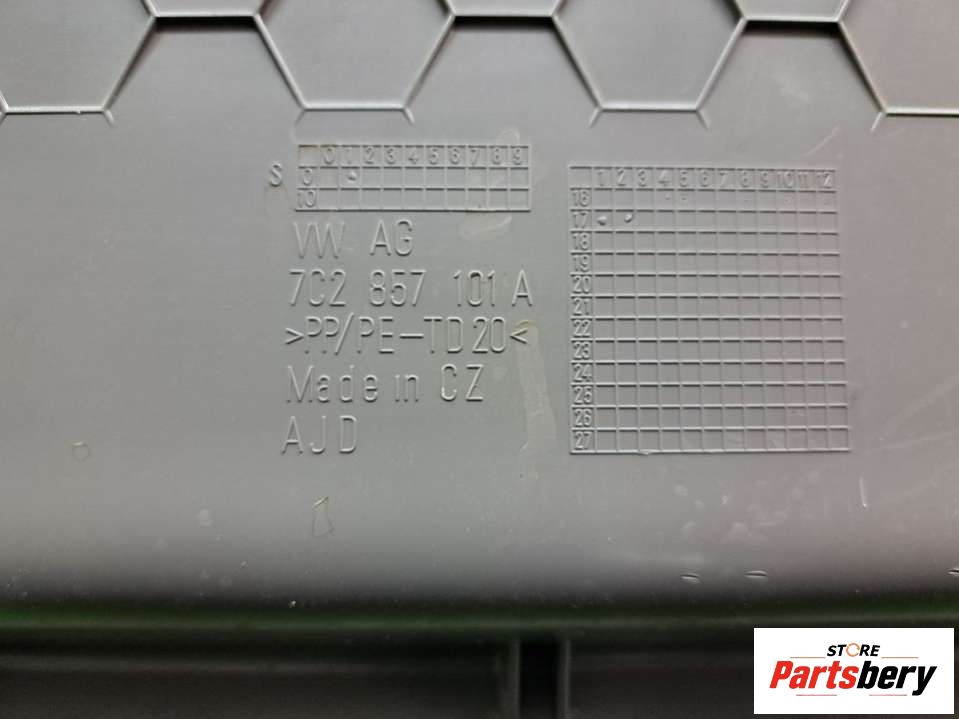 0 1 2 3 4 5 6 7 8 9
S 0
10
VW AG
7C2 857 101 A
>PP/PE-TD20<
Made in CZ
AJD
1 2 3 4 5 6 7 8 9 10 11 12
16
17
18
19
20
21
22
23
24
25
26
27
STORE
Partsbery